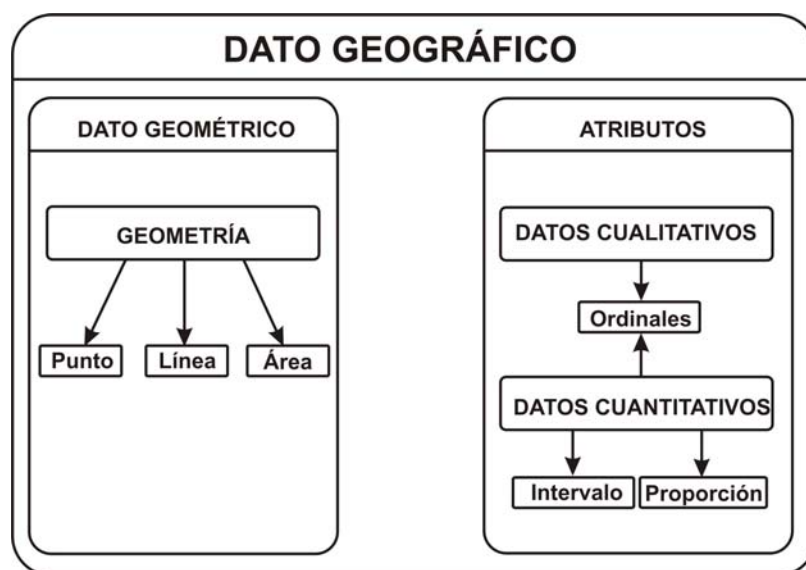 DATO GEOGRÁFICO
DATO GEOMÉTRICO
GEOMETRÍA
Punto
Línea
Área
ATRIBUTOS
DATOS CUALITATIVOS
Ordinales
DATOS CUANTITATIVOS
Intervalo
Proporción